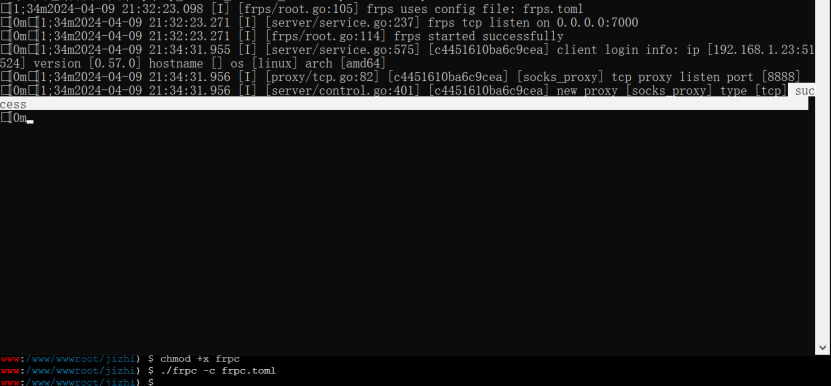 [1;34m2024-04-09 21:32:23.098 [I] [frps/root.go:105] frps uses config file: frps.toml
[0m[1;34m2024-04-09 21:32:23.271 [I] [server/service.go:237] frps tcp listen on 0.0.0.0:7000
[0m[1;34m2024-04-09 21:32:23.271 [I] [frps/root.go:114] frps started successfully
[0m[1;34m2024-04-09 21:34:31.955 [I] [server/service.go:575] [c4451610ba6c9cea] client login info: ip [192.168.1.23:51
524] version [0.57.0] hostname [] os [linux] arch [amd64]
[0m[1;34m2024-04-09 21:34:31.956 [I] [proxy/tcp.go:82] [c4451610ba6c9cea] [socks_proxy] tcp proxy listen port [8888]
[0m[1;34m2024-04-09 21:34:31.956 [I] [server/control.go:401] [c4451610ba6c9cea] new proxy [socks_proxy] type [tcp] suc
cess
[0m
www:/www/wwwroot/jizhi) $ chmod +x frpc
www:/www/wwwroot/jizhi) $ ./frpc -c frpc.toml
www:/www/wwwroot/jizhi) $